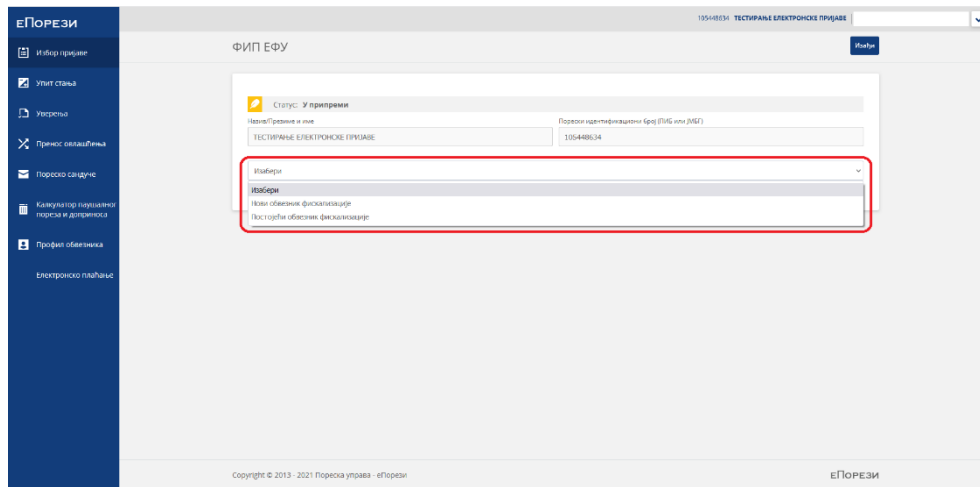 еПорези
105448634 ТЕСТИРАЊЕ ЕЛЕКТРОНСКЕ ПРИЈАВЕ
Избор пријаве
Упит стања
Уверења
Пренос овлашћења
Пореско сандуче
Калкулатор паушалног
пореза и доприноса
Профил обвезника
Електронско плаћање
ФИП ЕФУ
Изађи
Статус: У припреми
Назив/Презиме и име
Порески идентификациони број (ПИБ или ЈМБГ)
ТЕСТИРАЊЕ ЕЛЕКТРОНСКЕ ПРИЈАВЕ
105448634
Изабери
Изабери
Нови обвезник фискализације
Постојећи обвезник фискализације
Copyright © 2013 - 2021 Пореска управа - еПорези
еПорези